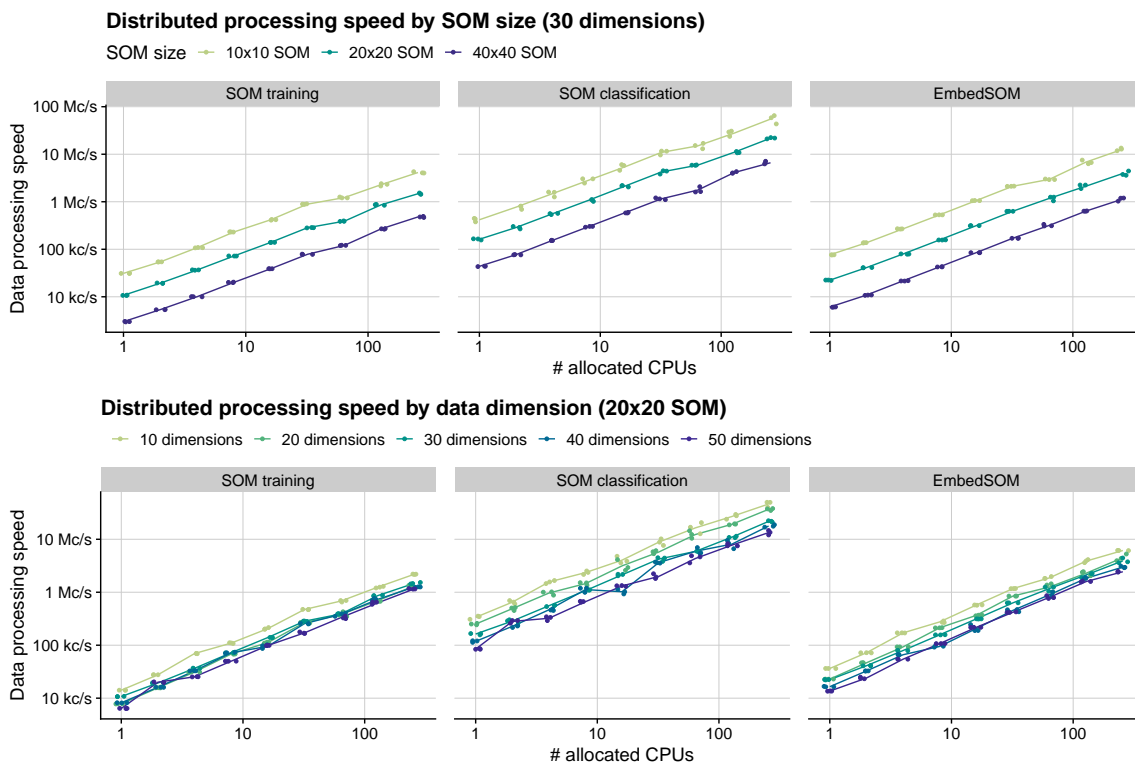 Distributed processing speed by SOM size (30 dimensions)
SOM size 10x10 SOM 20x20 SOM 40x40 SOM
SOM training SOM classification EmbedSOM
100 Mc/s
10 Mc/s
1 Mc/s
100 kc/s
10 kc/s
Data processing speed
1 10 100 1 10 100 1 10 100
# allocated CPUs
Distributed processing speed by data dimension (20x20 SOM)
10 dimensions 20 dimensions 30 dimensions 40 dimensions 50 dimensions
SOM training SOM classification EmbedSOM
10 Mc/s
1 Mc/s
100 kc/s
10 kc/s
Data processing speed
1 10 100 1 10 100 1 10 100
# allocated CPUs